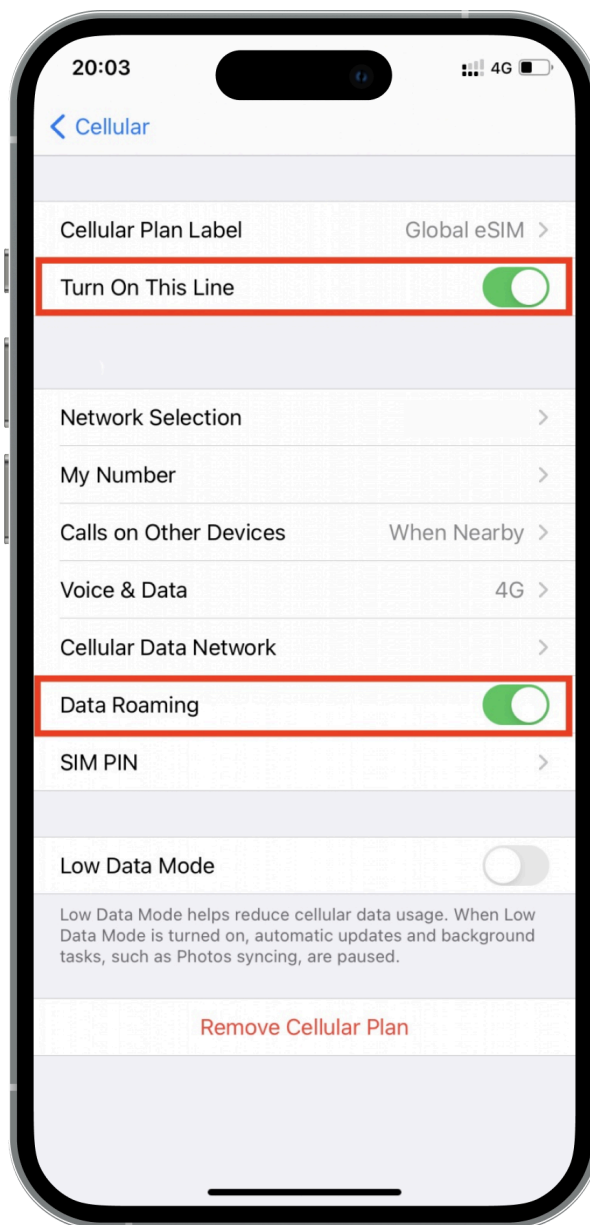 20:03
4G
Cellular
Cellular Plan Label Global eSIM
Turn On This Line
Network Selection
My Number
Calls on Other Devices When Nearby
Voice & Data 4G
Cellular Data Network
Data Roaming
SIM PIN
Low Data Mode
Low Data Mode helps reduce cellular data usage. When Low
Data Mode is turned on, automatic updates and background
tasks, such as Photos syncing, are paused.
Remove Cellular Plan